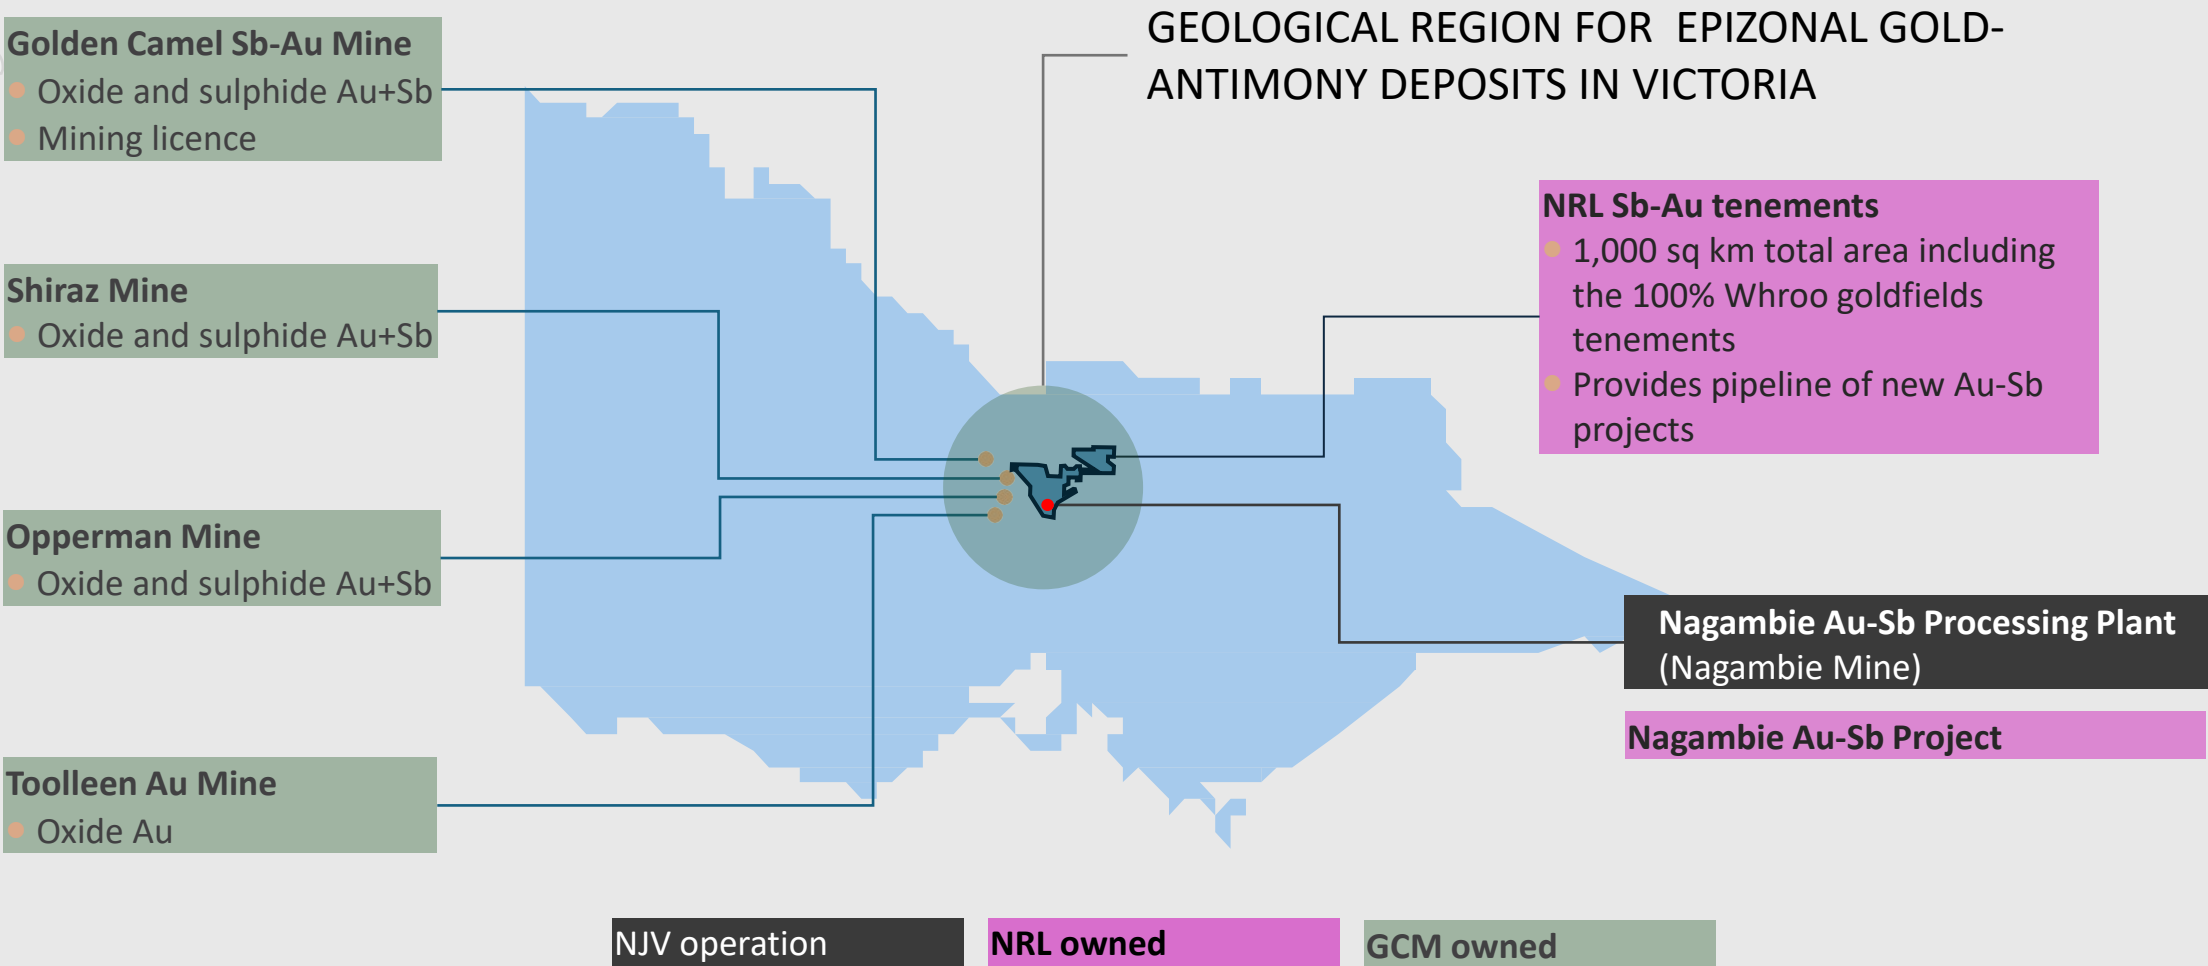 GEOLOGICAL REGION FOR EPIZONAL GOLD-
ANTIMONY DEPOSITS IN VICTORIA
Golden Camel Sb-Au Mine
Oxide and sulphide Au+Sb
Mining licence
Shiraz Mine
Oxide and sulphide Au+Sb
Opperman Mine
Oxide and sulphide Au+Sb
Toolleen Au Mine
Oxide Au
NRL Sb-Au tenements
1,000 sq km total area including
the 100% Whroo goldfields
tenements
Provides pipeline of new Au-Sb
projects
Nagambie Au-Sb Processing Plant
(Nagambie Mine)
Nagambie Au-Sb Project
NJV operation
NRL owned
GCM owned